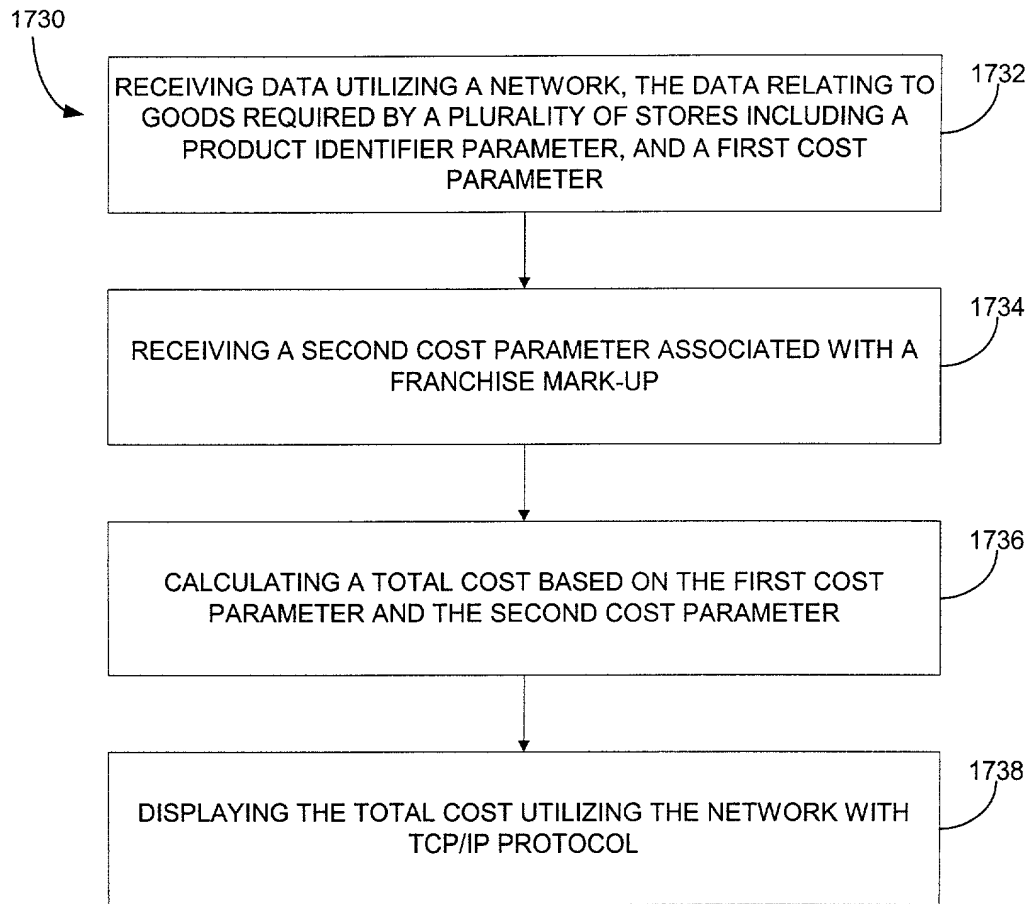 1730
RECEIVING DATA UTILIZING A NETWORK, THE DATA RELATING TO
GOODS REQUIRED BY A PLURALITY OF STORES INCLUDING A
PRODUCT IDENTIFIER PARAMETER, AND A FIRST COST
PARAMETER
1732
RECEIVING A SECOND COST PARAMETER ASSOCIATED WITH A
FRANCHISE MARK-UP
1734
CALCULATING A TOTAL COST BASED ON THE FIRST COST
PARAMETER AND THE SECOND COST PARAMETER
1736
DISPLAYING THE TOTAL COST UTILIZING THE NETWORK WITH
TCP/IP PROTOCOL
1738